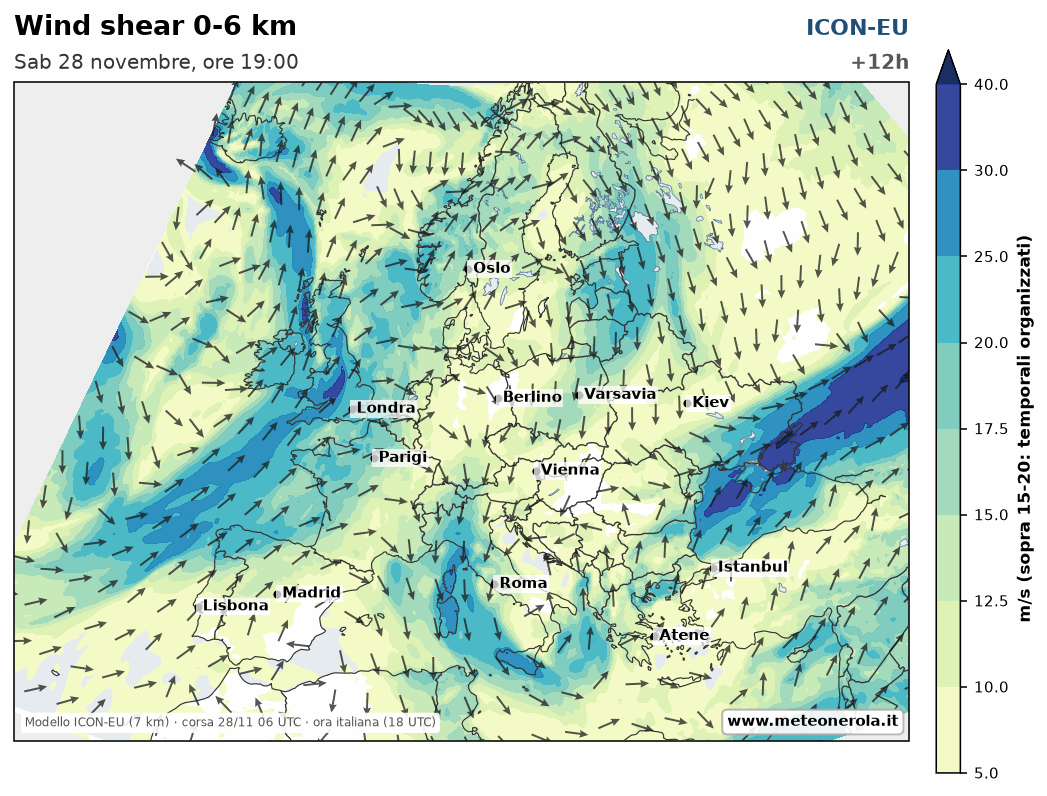 Wind shear 0-6 km
ICON-EU
Sab 28 novembre, ore 19:00
+12h
40.0
30.0
25.0
20.0
17.5
15.0
12.5
10.0
5.0
m/s (sopra 15-20: temporali organizzati)
Oslo
Berlino
Varsavia
Kiev
Londra
Parigi
Vienna
Istanbul
Roma
Madrid
Lisbona
Atene
Modello ICON-EU (7 km) · corsa 28/11 06 UTC · ora italiana (18 UTC)
www.meteonerola.it